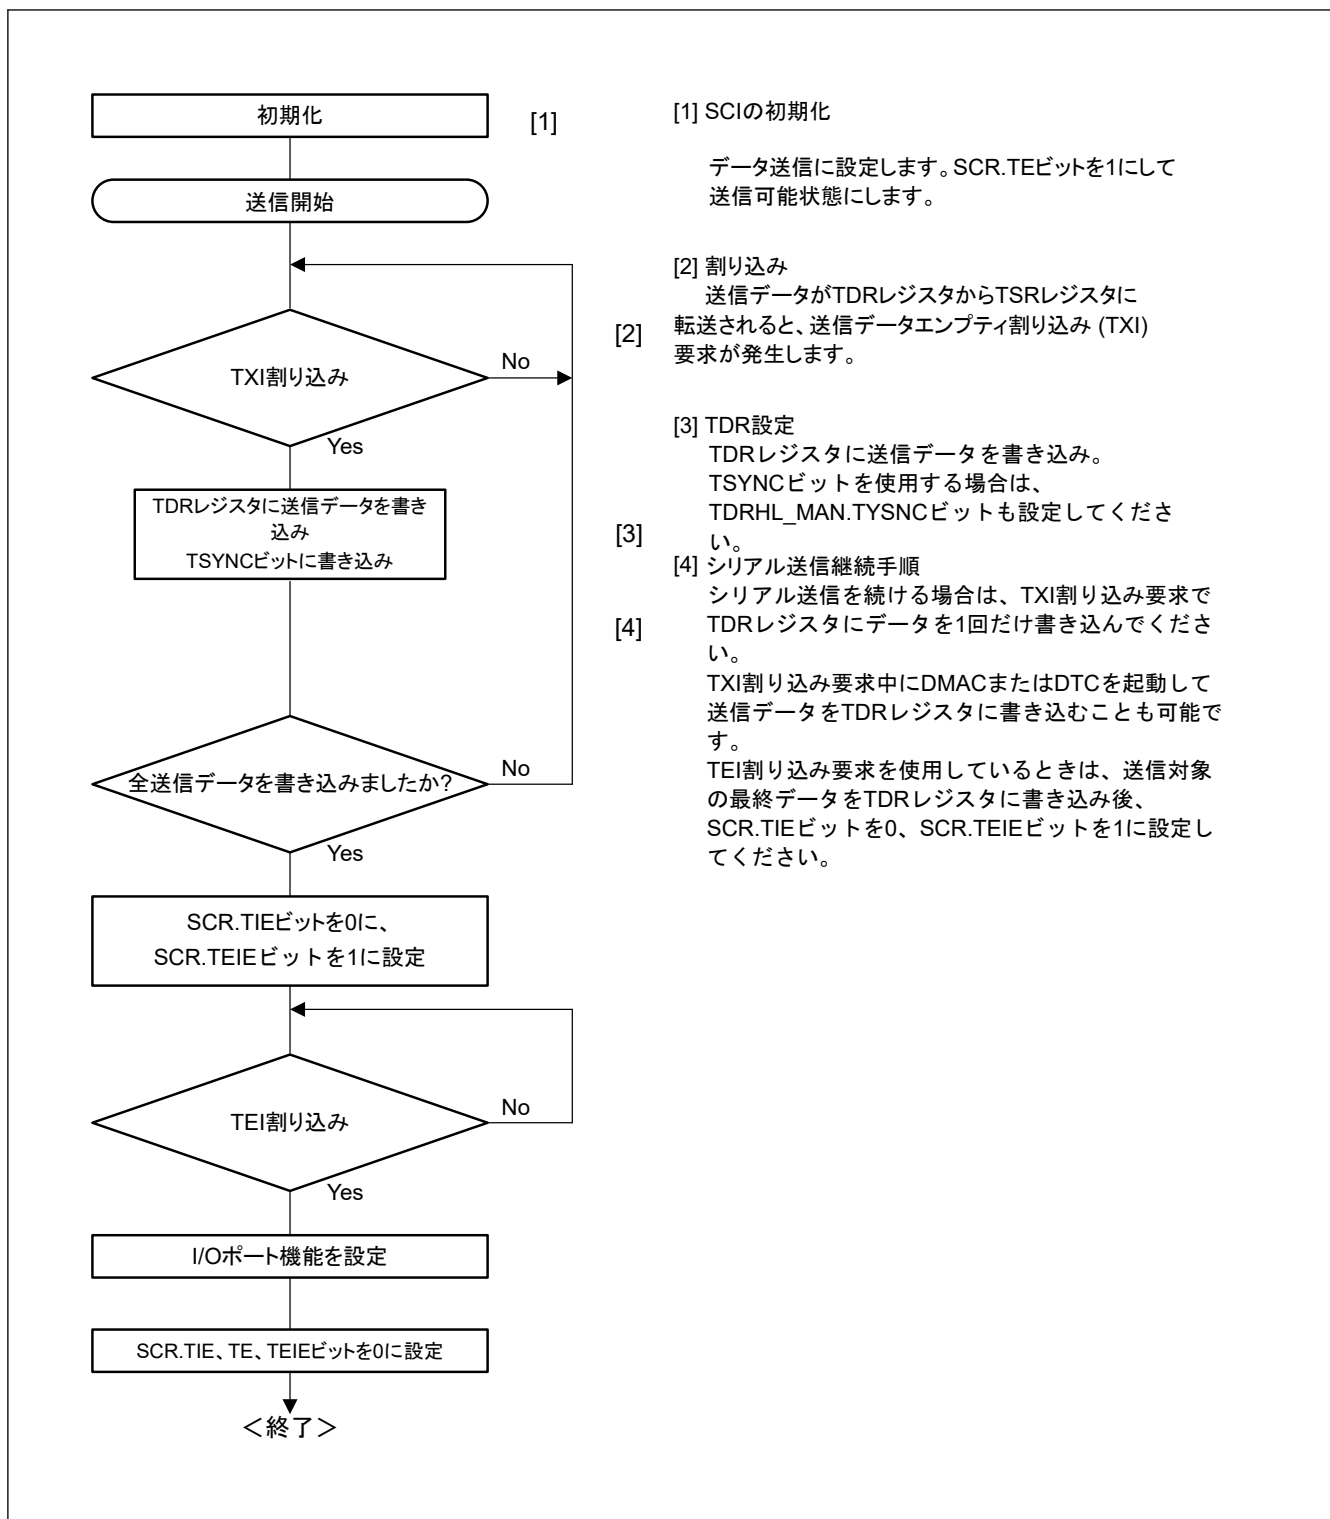 初期化
[1]
送信開始
TXI割り込み
No
[2]
Yes
TDRレジスタに送信データを書き
込み
TSYNCビットに書き込み
[3]
[4]
全送信データを書き込みましたか?
No
Yes
SCR.TIEビットを0に、
SCR.TEIEビットを1に設定
TEI割り込み
No
Yes
I/Oポート機能を設定
SCR.TIE、TE、TEIEビットを0に設定
＜終了＞
[1] SCIの初期化
データ送信に設定します。SCR.TEビットを1にして
送信可能状態にします。
[2] 割り込み
送信データがTDRレジスタからTSRレジスタに
転送されると、送信データエンプティ割り込み (TXI)
要求が発生します。
[3] TDR設定
TDRレジスタに送信データを書き込み。
TSYNCビットを使用する場合は、
TDRHL_MAN.TYSNCビットも設定してくださ
い。
[4] シリアル送信継続手順
シリアル送信を続ける場合は、TXI割り込み要求で
TDRレジスタにデータを1回だけ書き込んでくださ
い。
TXI割り込み要求中にDMACまたはDTCを起動して
送信データをTDRレジスタに書き込むことも可能で
す。
TEI割り込み要求を使用しているときは、送信対象
の最終データをTDRレジスタに書き込み後、
SCR.TIEビットを0、SCR.TEIEビットを1に設定し
てください。